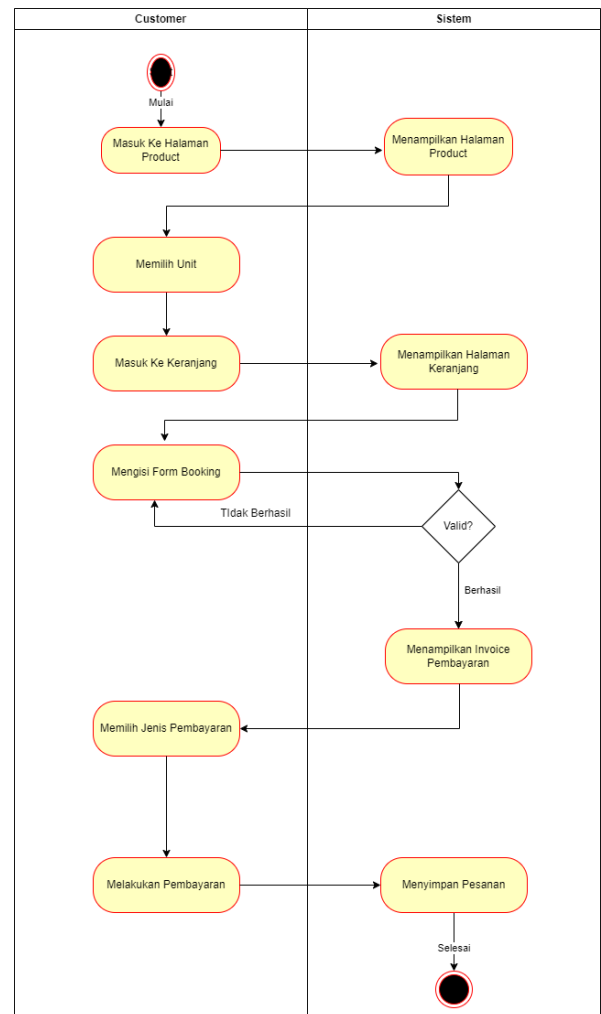 Customer
Sistem
Mulai
Masuk Ke Halaman
Product
Menampilkan Halaman
Product
Memilih Unit
Masuk Ke Keranjang
Menampilkan Halaman
Keranjang
Mengisi Form Booking
TIdak Berhasil
Valid?
Berhasil
Menampilkan Invoice
Pembayaran
Memilih Jenis Pembayaran
Melakukan Pembayaran
Menyimpan Pesanan
Selesai